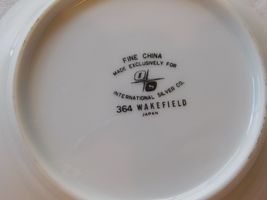 FINE CHINA
MADE EXCLUSIVELY FOR
INTERNATIONAL SILVER CO.
364 WAKEFIELD
JAPAN